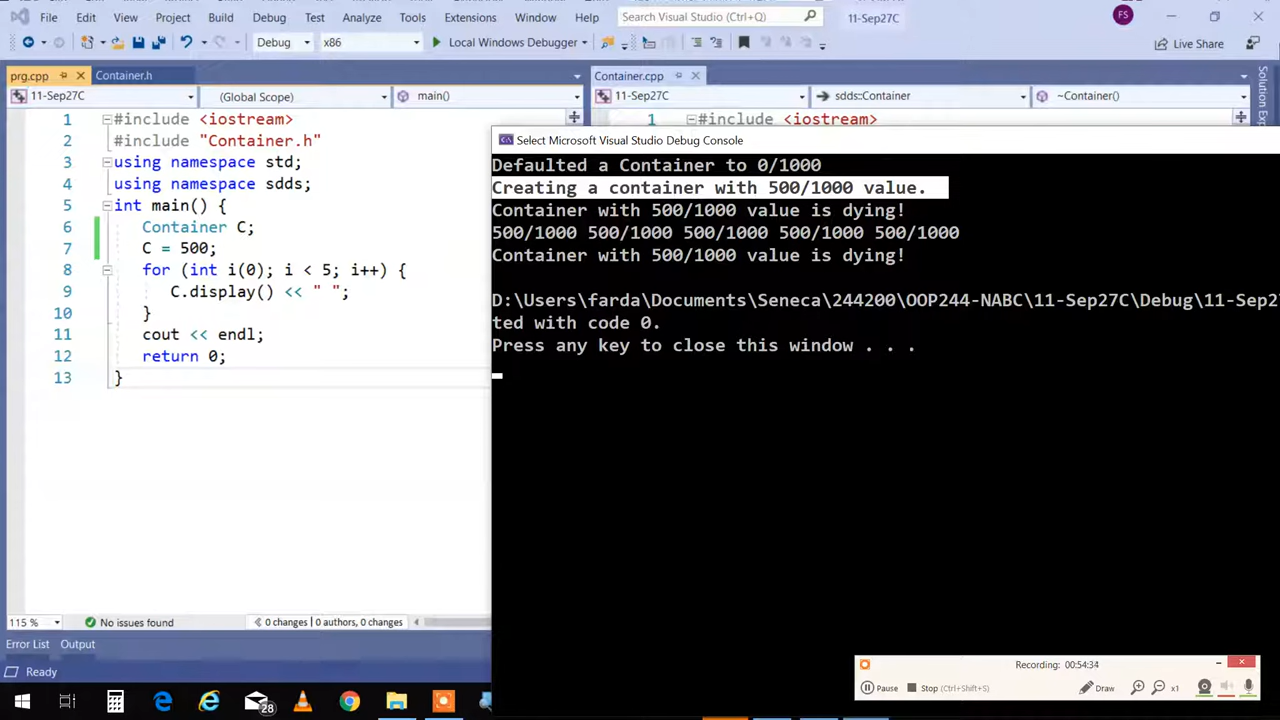 File Edit View Project Build Debug Test Analyze Tools Extensions Window Help Search Visual Studio (Ctrl+Q) 11-Sep27C FS
Debug x86 Local Windows Debugger Live Share
prg.cpp Container.h Container.cpp
11-Sep27C (Global Scope) main() 11-Sep27C sdds::Container ~Container()
1 #include <iostream>
2 #include "Container.h"
3 using namespace std;
4 using namespace sdds;
5 int main() {
6 Container C;
7 C = 500;
8 for (int i(0); i < 5; i++) {
9 C.display() << " ";
10 }
11 cout << endl;
12 return 0;
13 }
1 #include <iostream>
Select Microsoft Visual Studio Debug Console
Defaulted a Container to 0/1000
Creating a container with 500/1000 value.
Container with 500/1000 value is dying!
500/1000 500/1000 500/1000 500/1000 500/1000
Container with 500/1000 value is dying!
D:\Users\farda\Documents\Seneca\244200\OOP244-NABC\11-Sep27C\Debug\11-Sep27
ted with code 0.
Press any key to close this window . . .
Solution Exp
115 % No issues found 0 changes | 0 authors, 0 changes
Error List Output
Ready
Recording: 00:54:34
Pause Stop (Ctrl+Shift+S) Draw x1
28